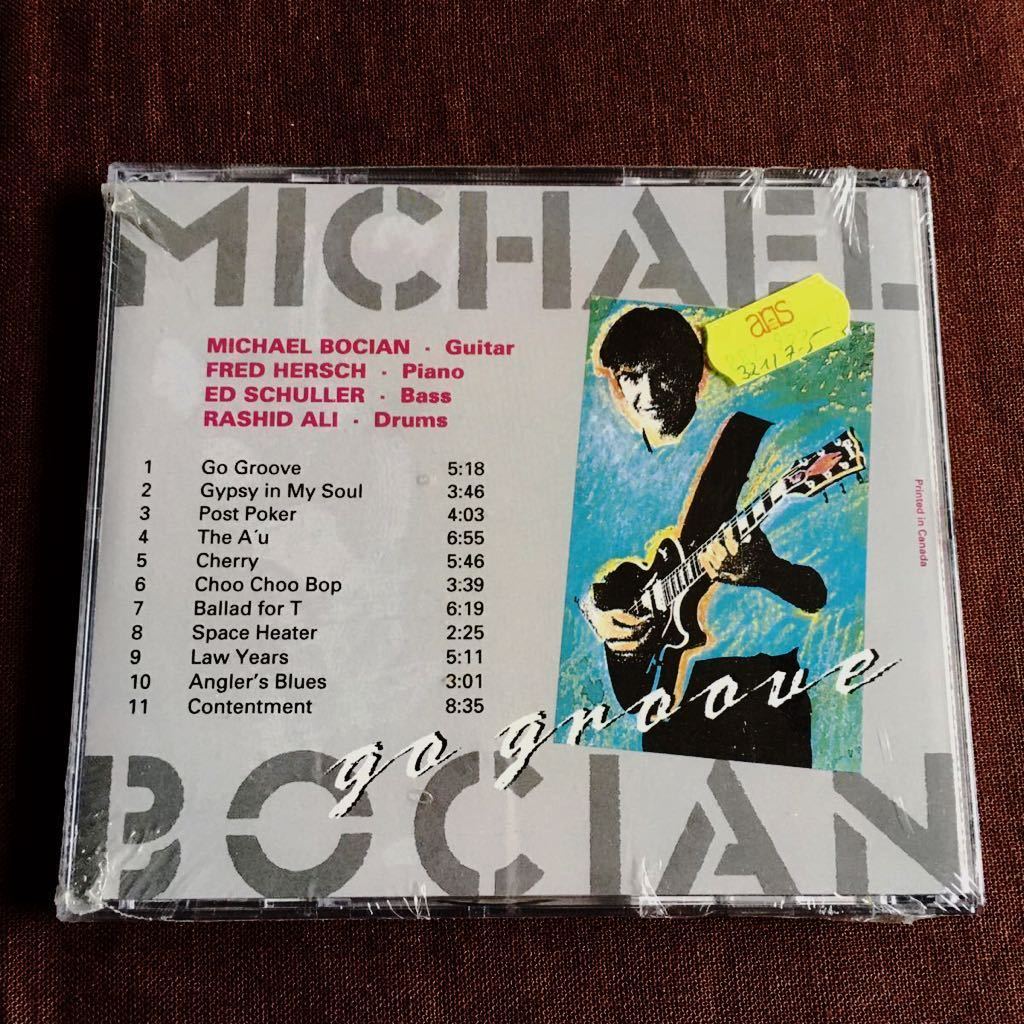 MICHAEL
MICHAEL BOCIAN · Guitar
FRED HERSCH · Piano
ED SCHULLER · Bass
RASHID ALI · Drums
1 Go Groove 5:18
2 Gypsy in My Soul 3:46
3 Post Poker 4:03
4 The A´u 6:55
5 Cherry 5:46
6 Choo Choo Bop 3:39
7 Ballad for T 6:19
8 Space Heater 2:25
9 Law Years 5:11
10 Angler's Blues 3:01
11 Contentment 8:35
ans
Printed in Canada
go groove
BOCIAN